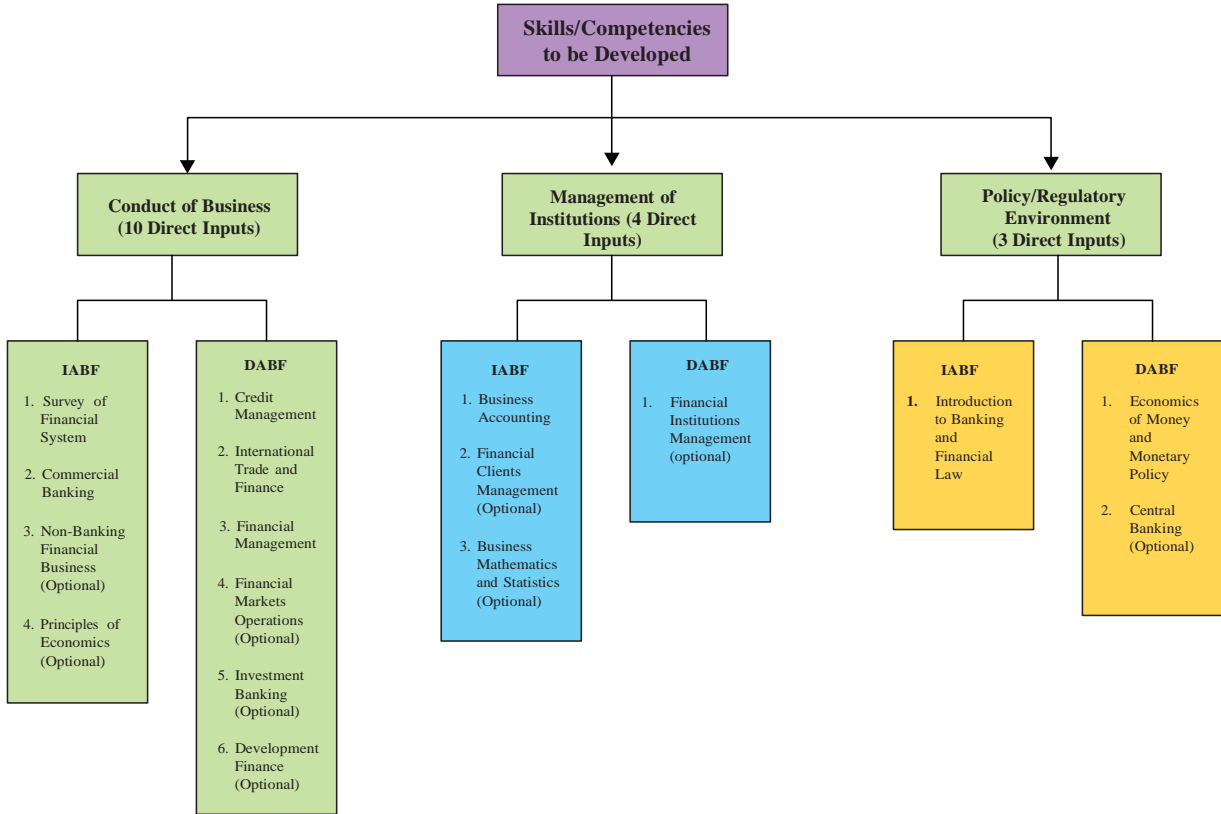 Skills/Competencies
to be Developed
Conduct of Business
(10 Direct Inputs)
Management of
Institutions (4 Direct
Inputs)
Policy/Regulatory
Environment
(3 Direct Inputs)
IABF
1. Survey of
Financial
System
2. Commercial
Banking
3. Non-Banking
Financial
Business
(Optional)
4. Principles of
Economics
(Optional)
DABF
1. Credit
Management
2. International
Trade and
Finance
3. Financial
Management
4. Financial
Markets
Operations
(Optional)
5. Investment
Banking
(Optional)
6. Development
Finance
(Optional)
IABF
1. Business
Accounting
2. Financial
Clients
Management
(Optional)
3. Business
Mathematics
and Statistics
(Optional)
DABF
1. Financial
Institutions
Management
(optional)
IABF
1. Introduction
to Banking
and
Financial
Law
DABF
1. Economics
of Money
and
Monetary
Policy
2. Central
Banking
(Optional)